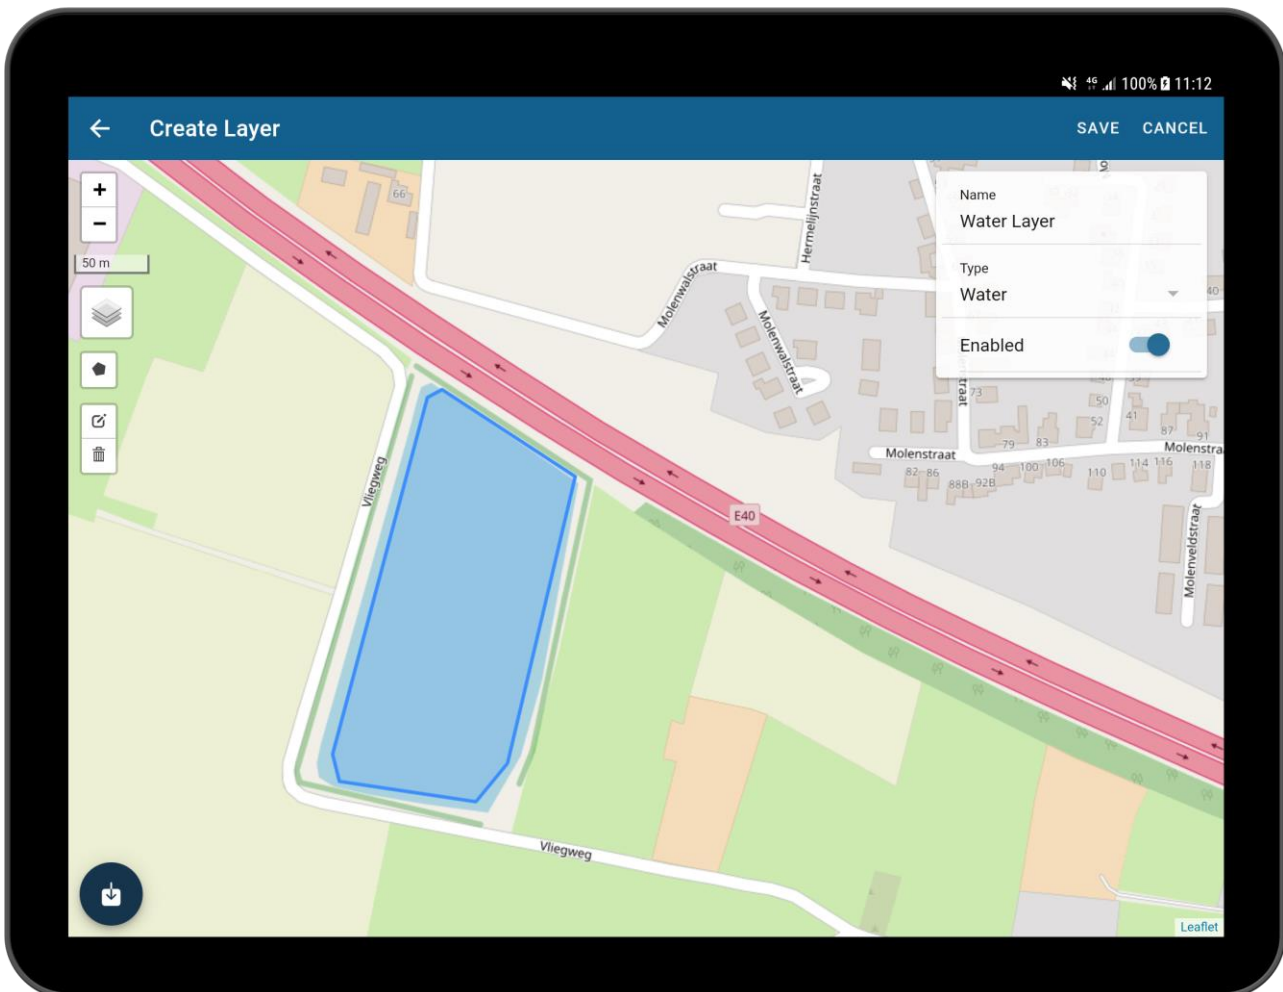 4G 100% 11:12
Create Layer
SAVE CANCEL
+
−
50 m
66
Hermelijnstraat
Molenwalstraat
Molenwalstraat
Name
Water Layer
Type
Water
40
Enabled
73
50
52
41
87
91
79
83
Molenstraat
Molenstra
82 86
94 100 106
110
114 116
118
88B 92B
Vliegweg
E40
Molenveldstraat
Vliegweg
Leaflet